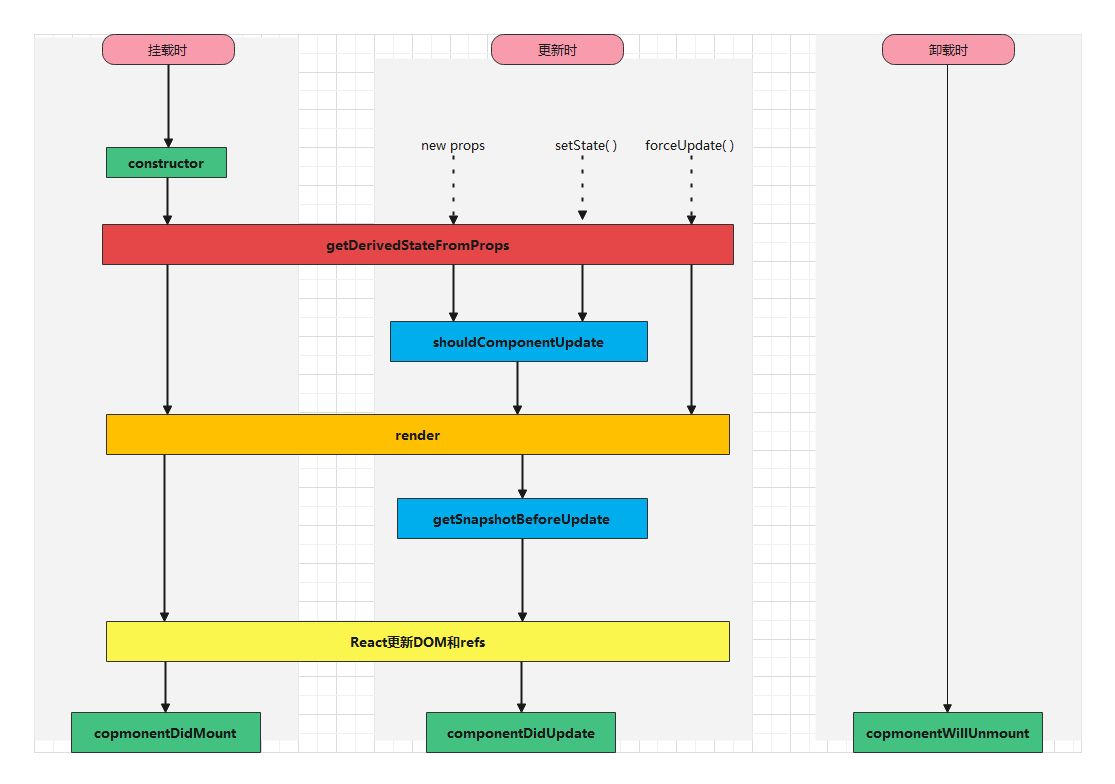 挂载时
更新时
卸载时
new props
setState( )
forceUpdate( )
constructor
getDerivedStateFromProps
shouldComponentUpdate
render
getSnapshotBeforeUpdate
React更新DOM和refs
copmonentDidMount
componentDidUpdate
copmonentWillUnmount